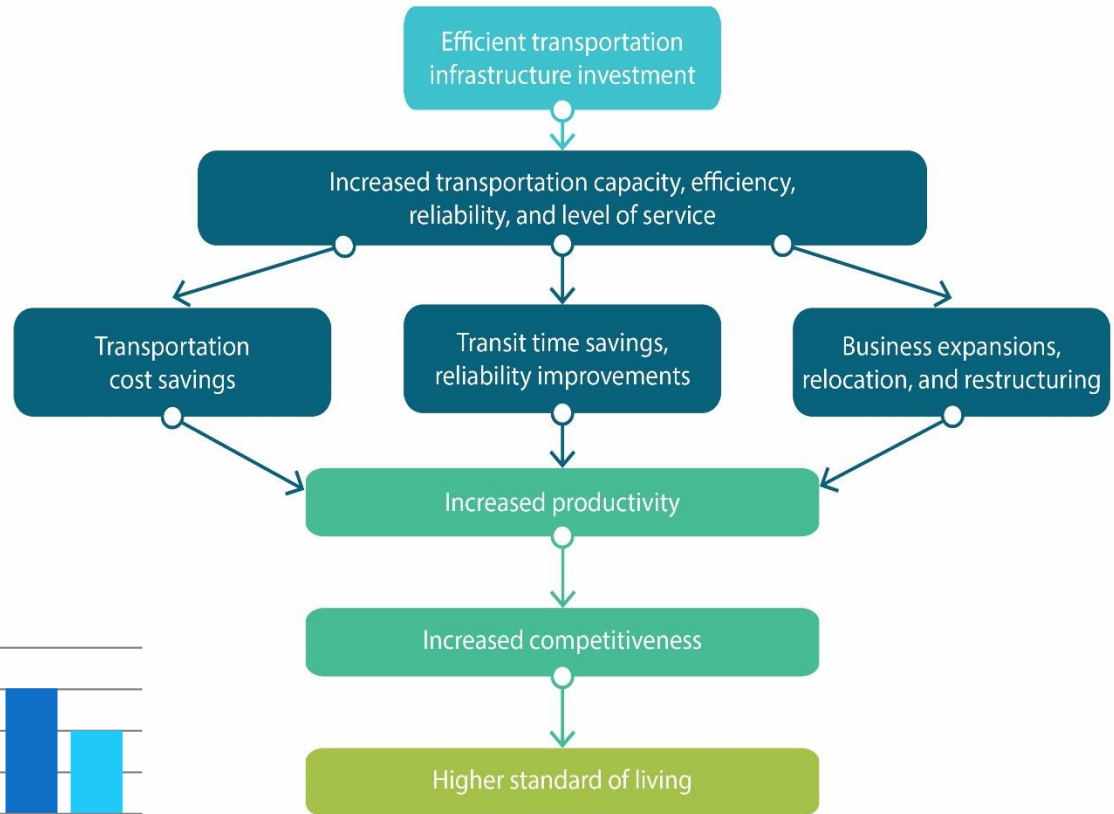 Efficient transportation
infrastructure investment
Increased transportation capacity, efficiency,
reliability, and level of service
Transportation
cost savings
Transit time savings,
reliability improvements
Business expansions,
relocation, and restructuring
Increased productivity
Increased competitiveness
Higher standard of living